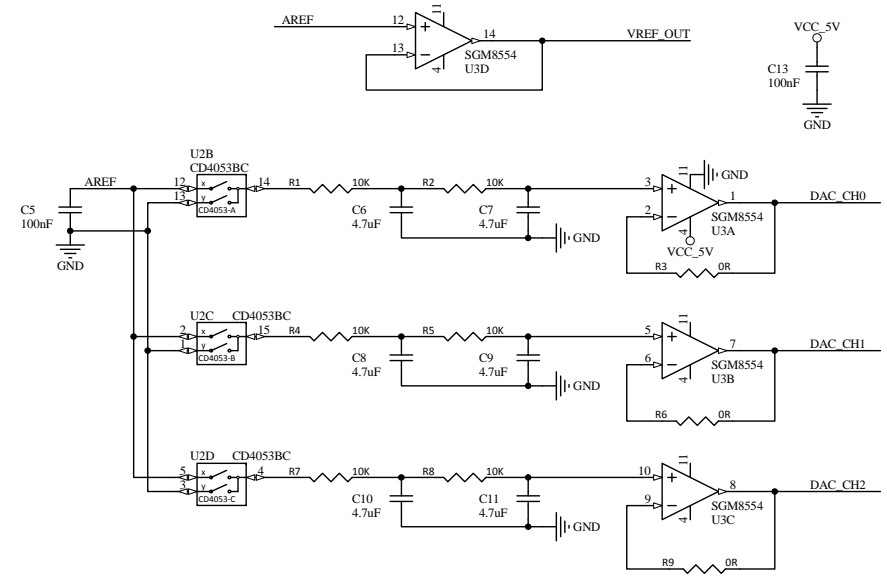 AREF 12 + 11 14 VREF_OUT
13 − 4 SGM8554
U3D
VCC_5V
C13
100nF
GND
U2B
CD4053BC
AREF 12 x 14 R1 10K R2 10K 3 + 11 GND
13 y 1 DAC_CH0
CD4053-A
C5
100nF
GND
C6
4.7uF
C7
4.7uF
GND
2 − 4 SGM8554
U3A
VCC_5V
R3 0R
U2C CD4053BC
2 x 15 R4 10K R5 10K 5 + 11
1 y 7 DAC_CH1
CD4053-B
C8
4.7uF
C9
4.7uF
GND
6 − 4 SGM8554
U3B
R6 0R
U2D CD4053BC
5 x 4 R7 10K R8 10K 10 + 11
3 y 8 DAC_CH2
CD4053-C
C10
4.7uF
C11
4.7uF
GND
9 − 4 SGM8554
U3C
R9 0R